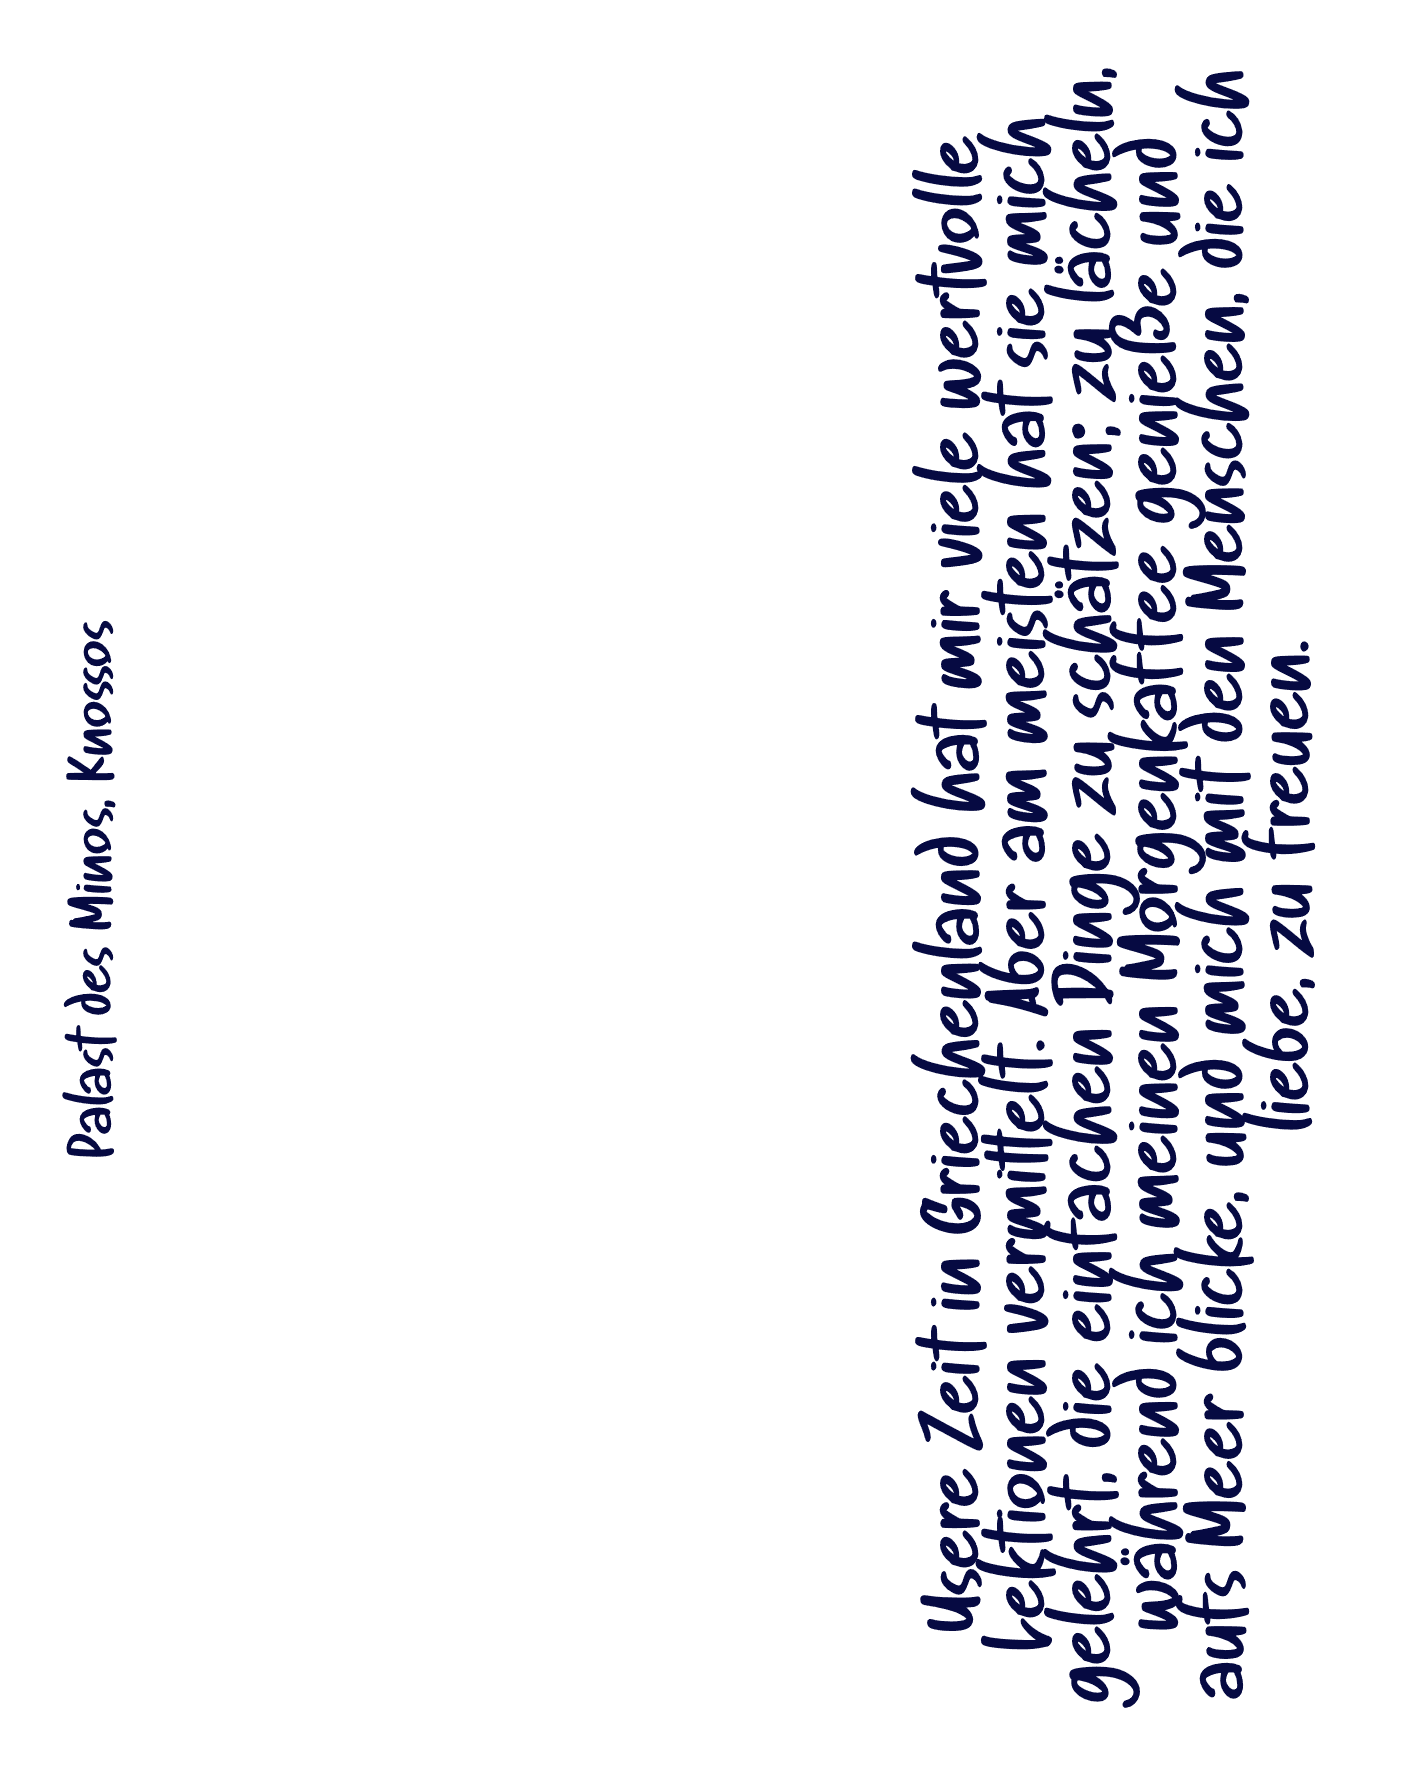 Palast des Minos, Knossos
Usere Zeit in Griechenland hat mir viele wertvolle
Lektionen vermittelt. Aber am meisten hat sie mich
gelehrt, die einfachen Dinge zu schätzen; zu lächeln,
während ich meinen Morgenkaffee genieße und
aufs Meer blicke, und mich mit den Menschen, die ich
liebe, zu freuen.